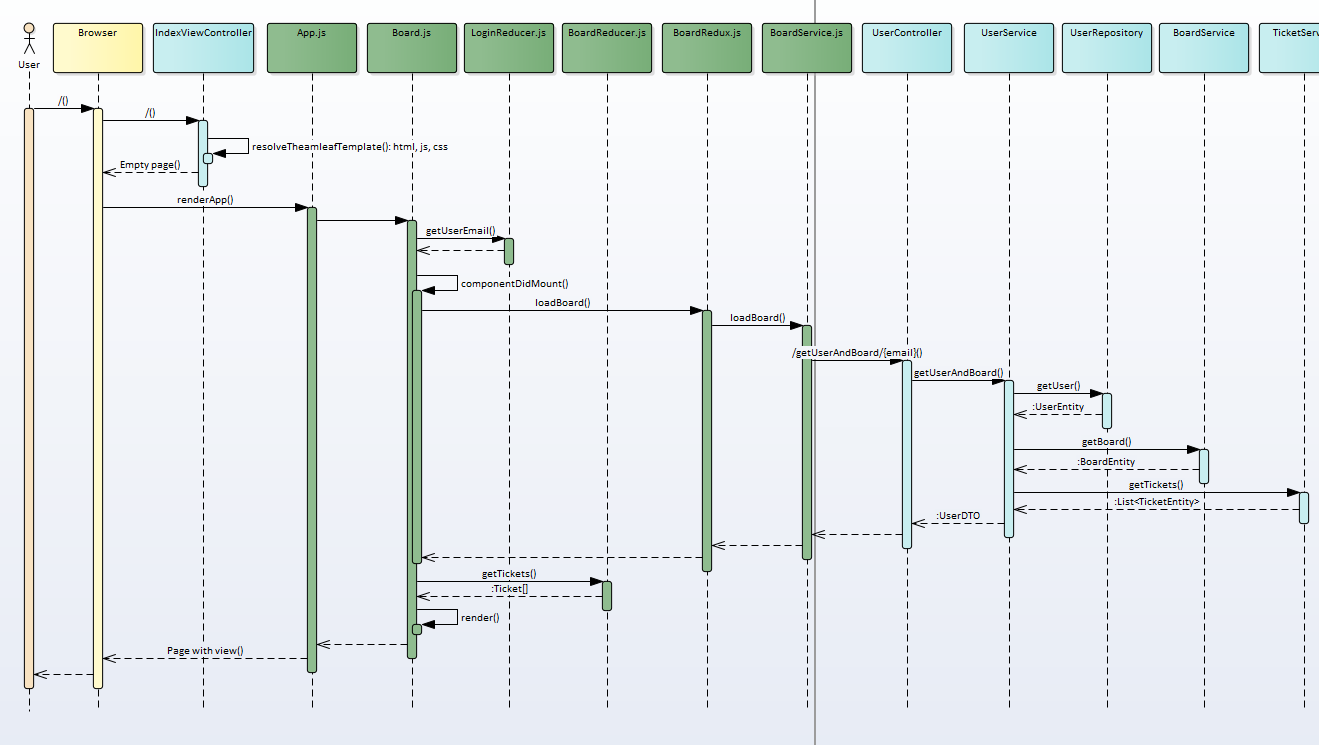 User
Browser
IndexViewController
App.js
Board.js
LoginReducer.js
BoardReducer.js
BoardRedux.js
BoardService.js
UserController
UserService
UserRepository
BoardService
TicketServ
/()
/()
resolveTheamleafTemplate(): html, js, css
Empty page()
renderApp()
getUserEmail()
componentDidMount()
loadBoard()
loadBoard()
/getUserAndBoard/{email}()
getUserAndBoard()
getUser()
:UserEntity
getBoard()
:BoardEntity
getTickets()
:List<TicketEntity>
:UserDTO
getTickets()
:Ticket[]
render()
Page with view()